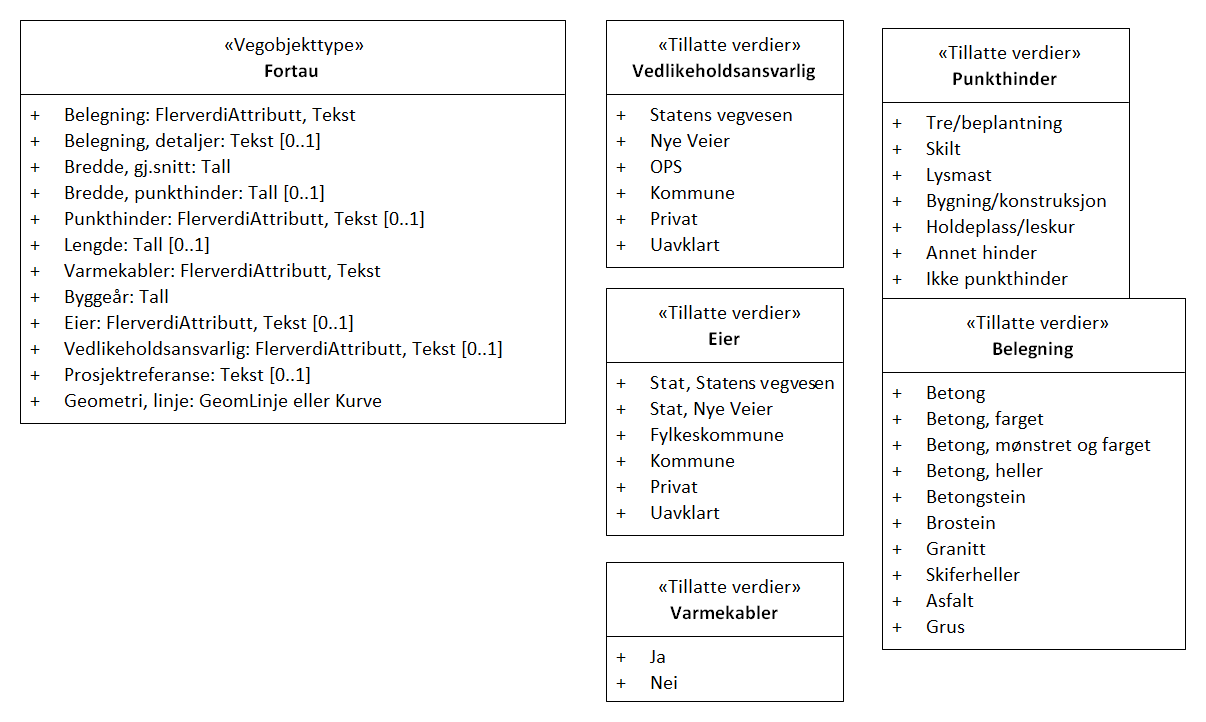 «Vegobjekttype»
Fortau
+ Belegning: FlerverdiAttributt, Tekst
+ Belegning, detaljer: Tekst [0..1]
+ Bredde, gj.snitt: Tall
+ Bredde, punkthinder: Tall [0..1]
+ Punkthinder: FlerverdiAttributt, Tekst [0..1]
+ Lengde: Tall [0..1]
+ Varmekabler: FlerverdiAttributt, Tekst
+ Byggeår: Tall
+ Eier: FlerverdiAttributt, Tekst [0..1]
+ Vedlikeholdsansvarlig: FlerverdiAttributt, Tekst [0..1]
+ Prosjektreferanse: Tekst [0..1]
+ Geometri, linje: GeomLinje eller Kurve
«Tillatte verdier»
Vedlikeholdsansvarlig
+ Statens vegvesen
+ Nye Veier
+ OPS
+ Kommune
+ Privat
+ Uavklart
«Tillatte verdier»
Eier
+ Stat, Statens vegvesen
+ Stat, Nye Veier
+ Fylkeskommune
+ Kommune
+ Privat
+ Uavklart
«Tillatte verdier»
Varmekabler
+ Ja
+ Nei
«Tillatte verdier»
Punkthinder
+ Tre/beplantning
+ Skilt
+ Lysmast
+ Bygning/konstruksjon
+ Holdeplass/leskur
+ Annet hinder
+ Ikke punkthinder
«Tillatte verdier»
Belegning
+ Betong
+ Betong, farget
+ Betong, mønstret og farget
+ Betong, heller
+ Betongstein
+ Brostein
+ Granitt
+ Skiferheller
+ Asfalt
+ Grus